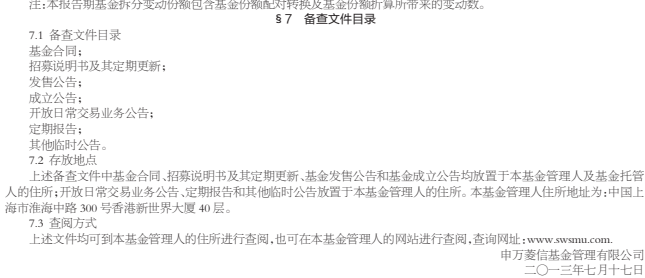 注:本报告期基金拆分变动份额包含基金份额配对转换及基金份额折算所带来的变动数。
§7 备查文件目录
7.1 备查文件目录
基金合同;
招募说明书及其定期更新;
发售公告;
成立公告;
开放日常交易业务公告;
定期报告;
其他临时公告。
7.2 存放地点
上述备查文件中基金合同、招募说明书及其定期更新、基金发售公告和基金成立公告均放置于本基金管理人及基金托管
人的住所;开放日常交易业务公告、定期报告和其他临时公告放置于本基金管理人的住所。本基金管理人住所地址为:中国上
海市淮海中路 300 号香港新世界大厦 40 层。
7.3 查阅方式
上述文件均可到本基金管理人的住所进行查阅,也可在本基金管理人的网站进行查阅,查询网址:www.swsmu.com.
申万菱信基金管理有限公司
二〇一三年七月十七日